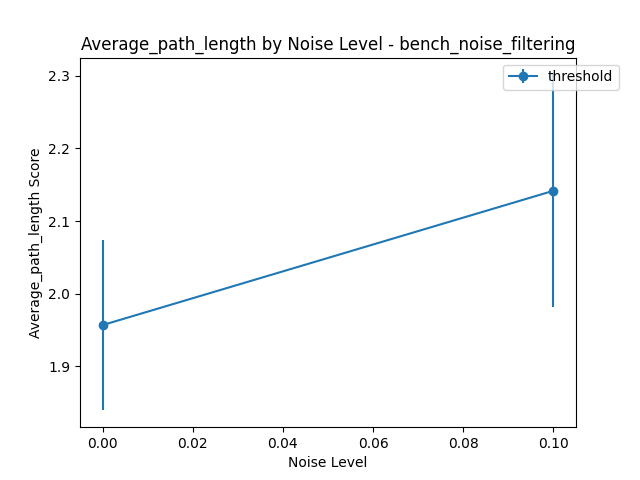 Average_path_length by Noise Level - bench_noise_filtering
threshold
2.3
2.2
2.1
2.0
1.9
Average_path_length Score
0.00 0.02 0.04 0.06 0.08 0.10
Noise Level